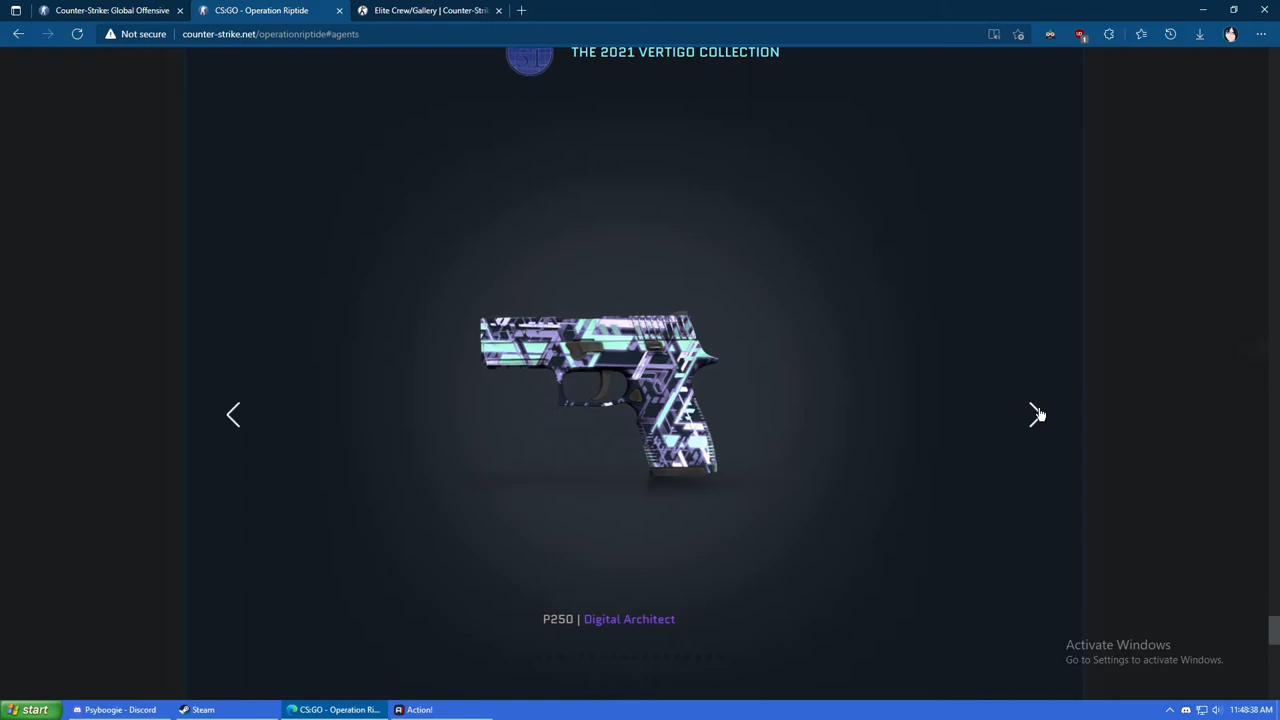 Counter-Strike: Global Offensive
CS:GO - Operation Riptide
Elite Crew/Gallery | Counter-Stri
Not secure
counter-strike.net/operationriptide#agents
THE 2021 VERTIGO COLLECTION
P250 | Digital Architect
Activate Windows
Go to Settings to activate Windows.
start
Psyboogie - Discord
Steam
CS:GO - Operation Ri...
Action!
11:48:38 AM